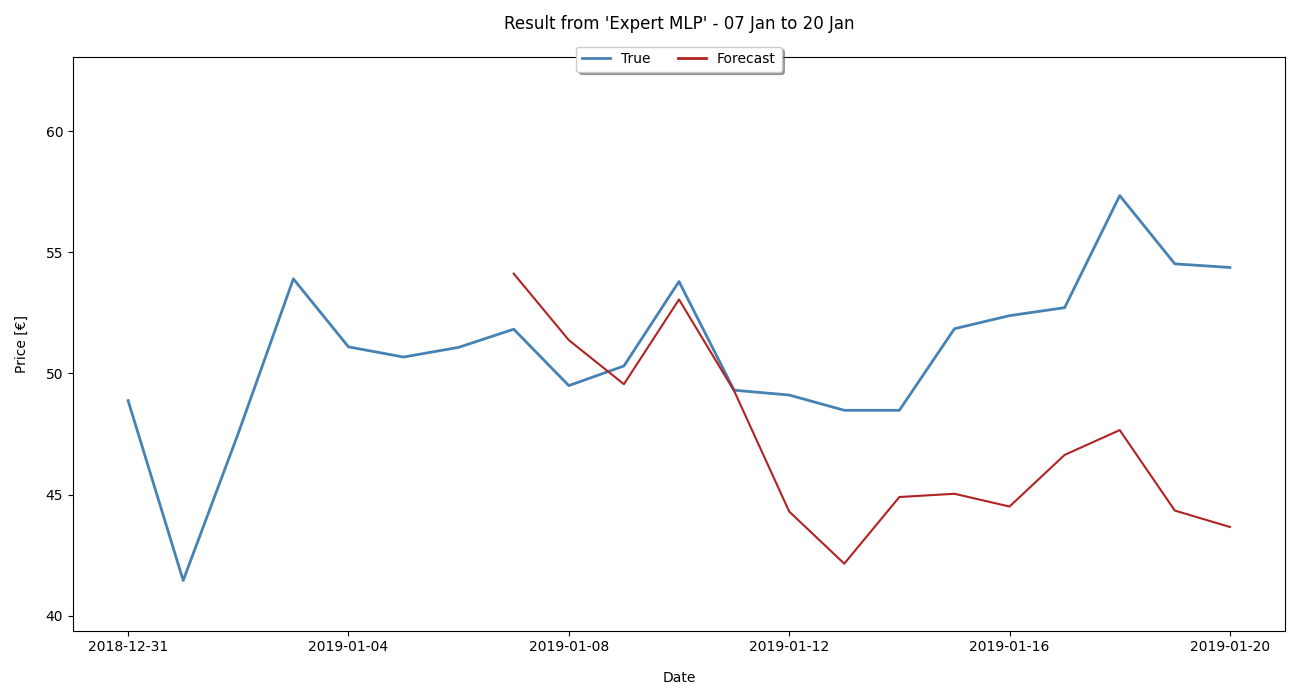 Result from 'Expert MLP' - 07 Jan to 20 Jan
True Forecast
60
55
50
45
40
Price [€]
2018-12-31 2019-01-04 2019-01-08 2019-01-12 2019-01-16 2019-01-20
Date